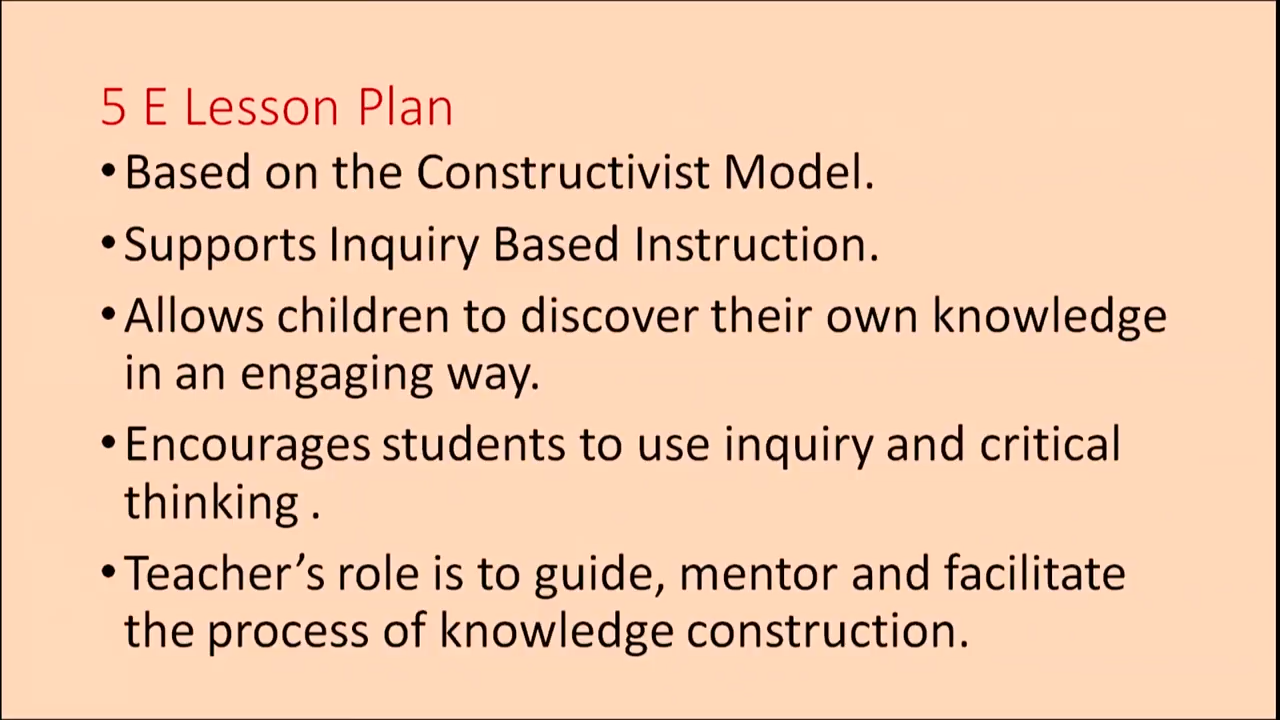 5 E Lesson Plan
•Based on the Constructivist Model.
•Supports Inquiry Based Instruction.
•Allows children to discover their own knowledge
in an engaging way.
•Encourages students to use inquiry and critical
thinking .
•Teacher’s role is to guide, mentor and facilitate
the process of knowledge construction.